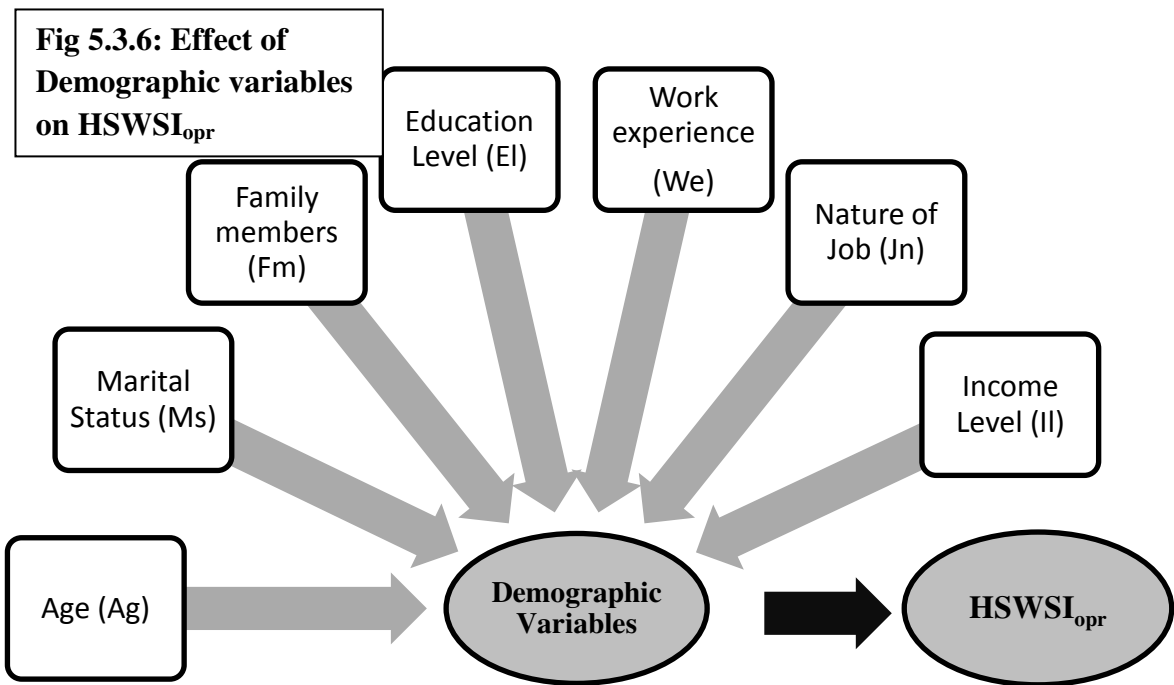 Fig 5.3.6: Effect of
Demographic variables
on HSWSIopr
Education
Level (El)
Work
experience
(We)
Family
members
(Fm)
Nature of
Job (Jn)
Marital
Status (Ms)
Income
Level (Il)
Age (Ag)
Demographic
Variables
HSWSIopr